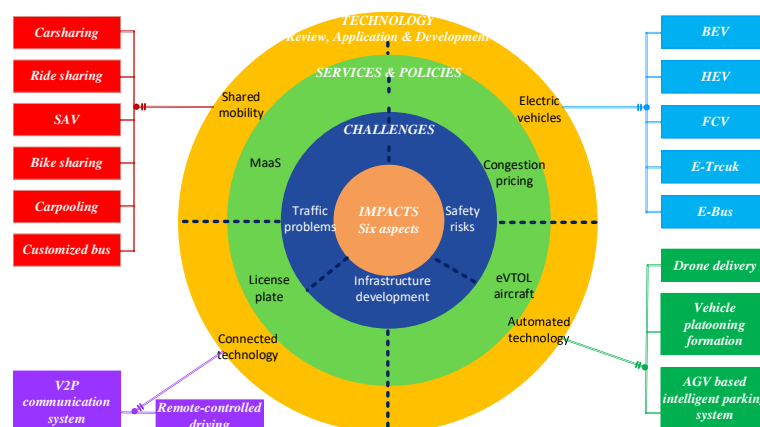 TECHNOLOGY
Review, Application & Development
SERVICES & POLICIES
CHALLENGES
IMPACTS
Six aspects
Traffic
problems
Safety
risks
Infrastructure
development
MaaS
Congestion
pricing
License
plate
eVTOL
aircraft
Shared
mobility
Electric
vehicles
Connected
technology
Automated
technology
Carsharing
Ride sharing
SAV
Bike sharing
Carpooling
Customized bus
BEV
HEV
FCV
E-Trcuk
E-Bus
Drone delivery
Vehicle
platooning
formation
AGV based
intelligent parking
system
V2P
communication
system
Remote-controlled
driving